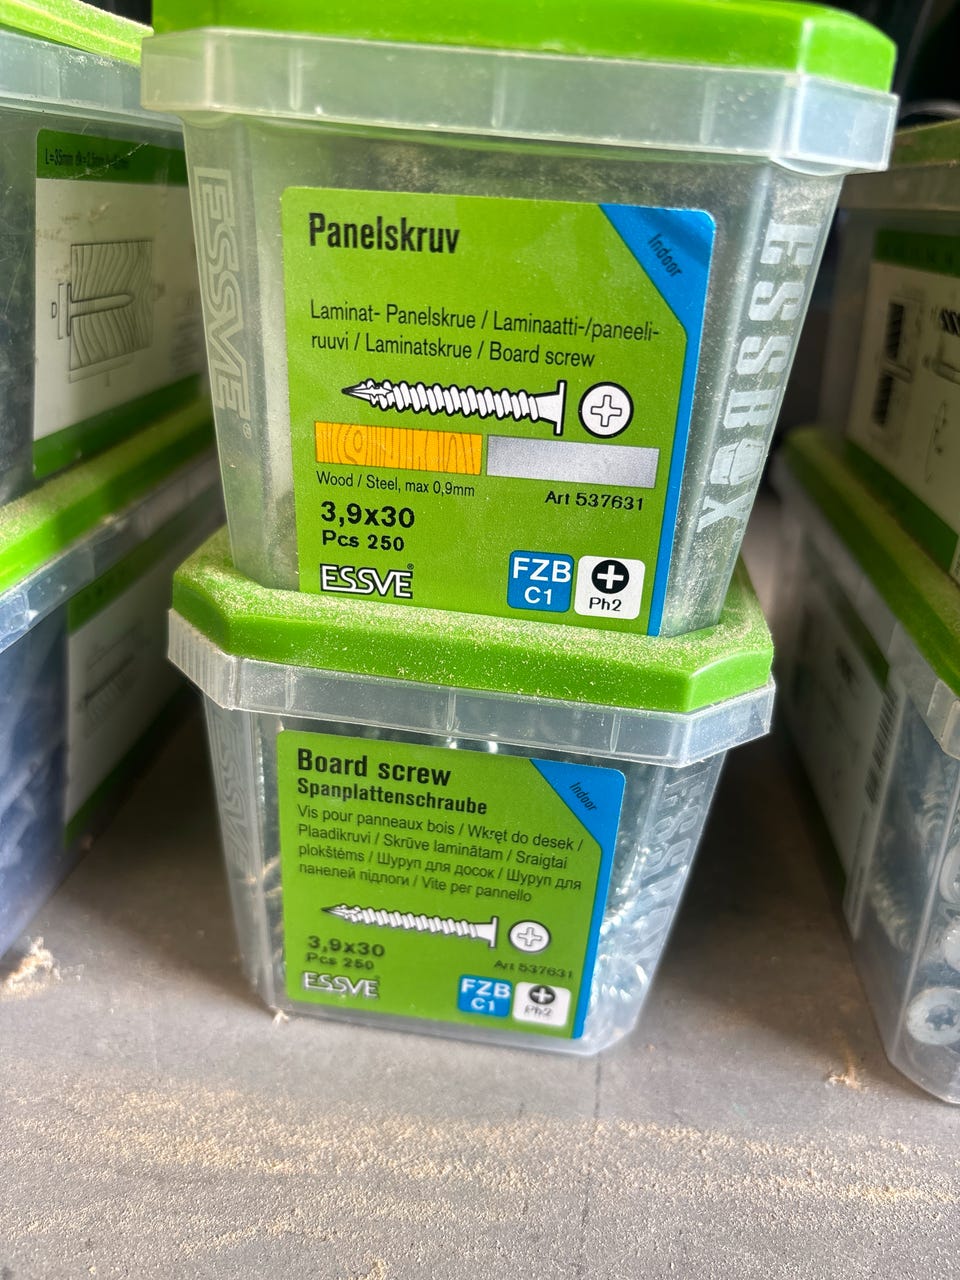 Panelskruv
Indoor
Laminat- Panelskrue / Laminaatti-/paneeli-
ruuvi / Laminatskrue / Board screw
Wood / Steel, max 0,9mm
Art 537631
3,9x30
Pcs 250
ESSVE®
FZB
C1
Ph2
ESSVE®
ESSBOX
Board screw
Spanplattenschraube
Indoor
Vis pour panneaux bois / Wkręt do desek /
Plaadikruvi / Skrūve laminātam / Sraigtai
plokštėms / Шуруп для досок / Шуруп для
панелей підлоги / Vite per pannello
3,9x30
Pcs 250
Art 537631
ESSVE
FZB
C1
Ph2
L=35mm